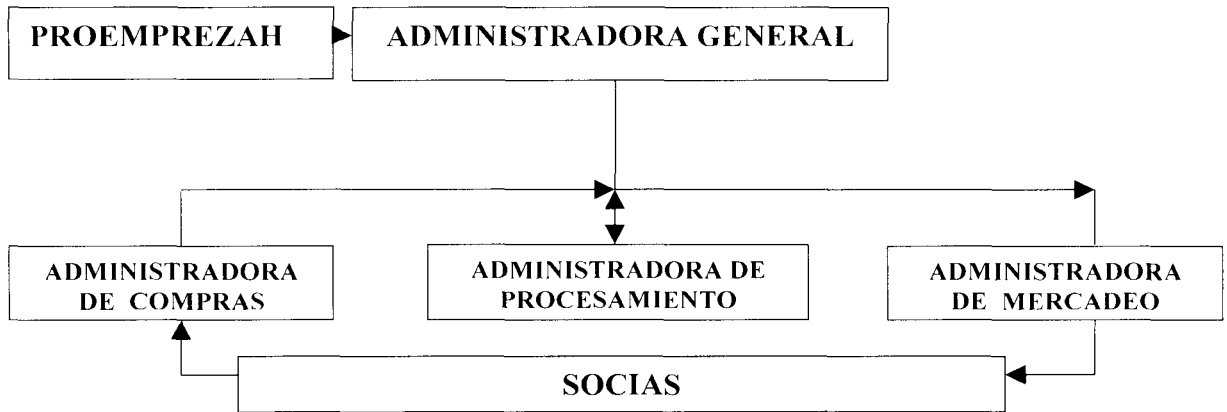 PROEMPREZAH
ADMINISTRADORA GENERAL
ADMINISTRADORA
DE COMPRAS
ADMINISTRADORA DE
PROCESAMIENTO
ADMINISTRADORA
DE MERCADEO
SOCIAS